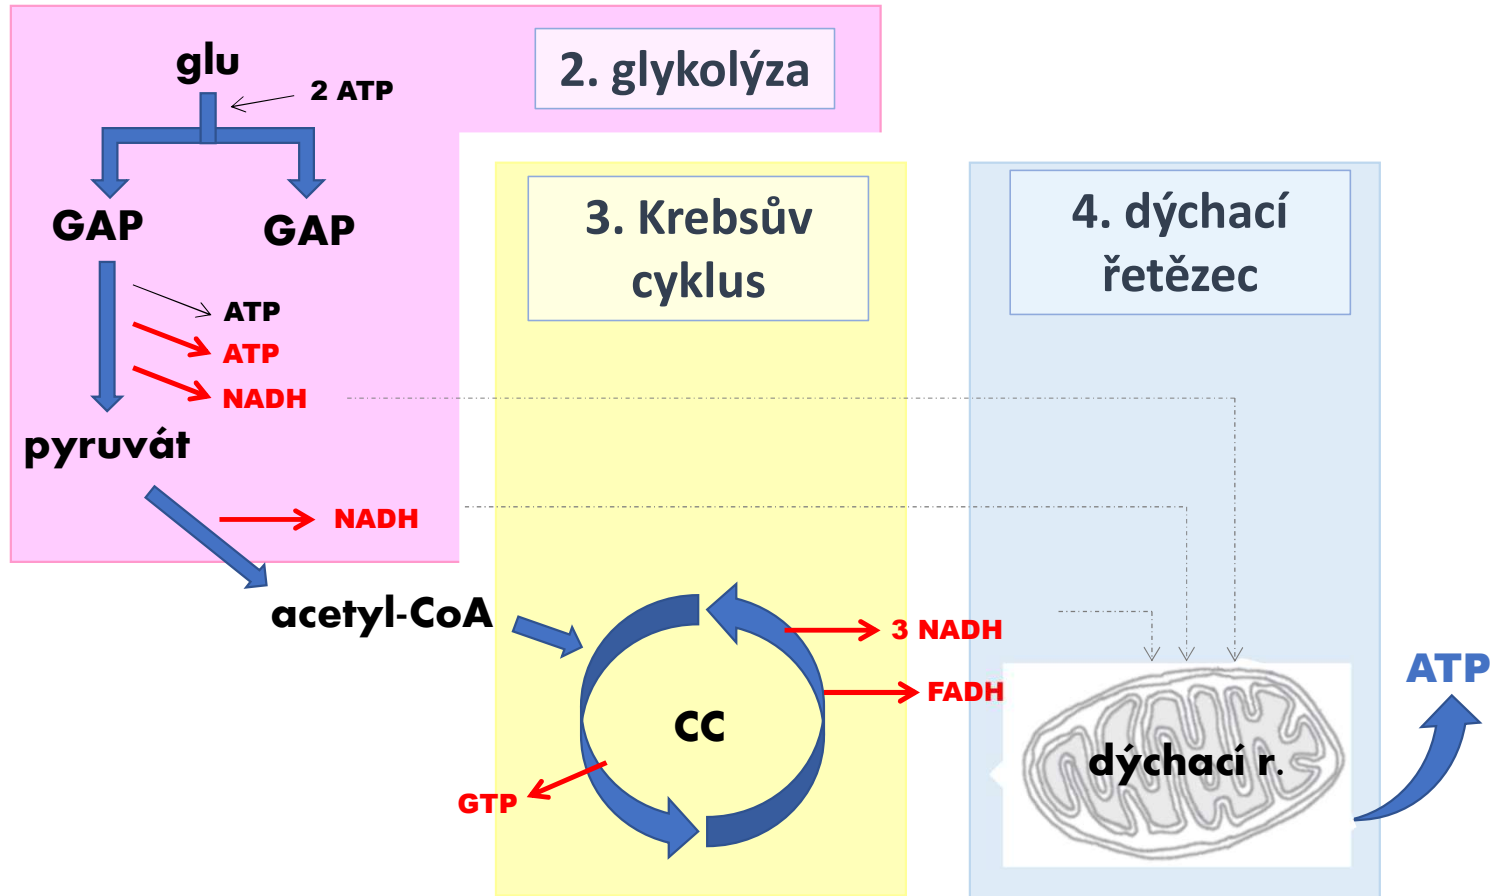 2. glykolýza
glu
2 ATP
GAP
GAP
ATP
ATP
NADH
pyruvát
NADH
acetyl-CoA
3. Krebsův
cyklus
3 NADH
FADH
CC
GTP
4. dýchací
řetězec
dýchací r.
ATP